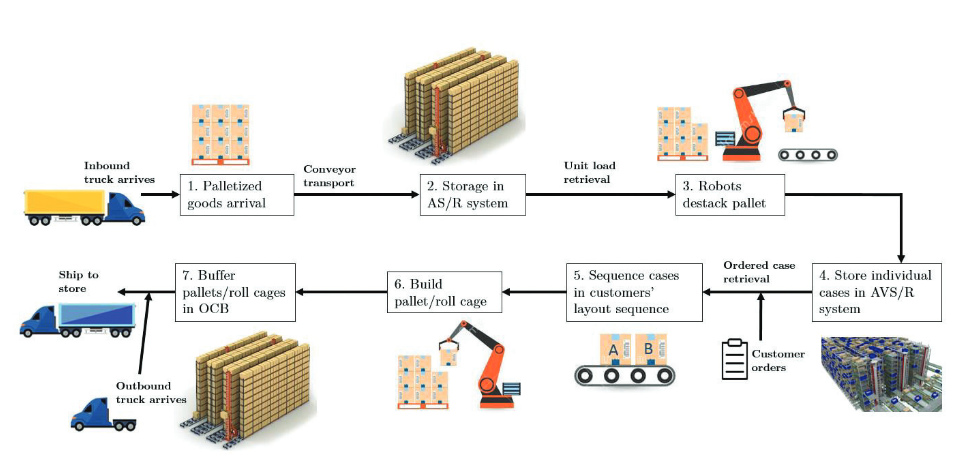 Inbound
truck arrives
1. Palletized
goods arrival
Conveyor
transport
2. Storage in
AS/R system
Unit load
retrieval
3. Robots
destack pallet
4. Store individual
cases in AVS/R
system
Ordered case
retrieval
Customer
orders
5. Sequence cases
in customers'
layout sequence
A B
6. Build
pallet/roll cage
7. Buffer
pallets/roll cages
in OCB
Ship to
store
Outbound
truck arrives